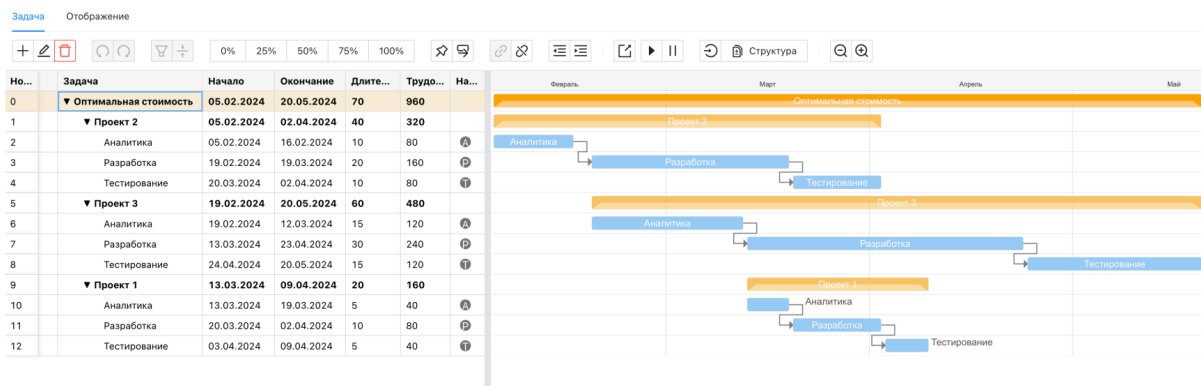 Задача Отображение
0% 25% 50% 75% 100% Структура
Но... Задача Начало Окончание Длите... Трудо... На... Февраль Март Апрель Май
0 ▼ Оптимальная стоимость 05.02.2024 20.05.2024 70 960 Оптимальная стоимость
1 ▼ Проект 2 05.02.2024 02.04.2024 40 320 Проект 2
2 Аналитика 05.02.2024 16.02.2024 10 80 А Аналитика
3 Разработка 19.02.2024 19.03.2024 20 160 Р Разработка
4 Тестирование 20.03.2024 02.04.2024 10 80 Т Тестирование
5 ▼ Проект 3 19.02.2024 20.05.2024 60 480 Проект 3
6 Аналитика 19.02.2024 12.03.2024 15 120 А Аналитика
7 Разработка 13.03.2024 23.04.2024 30 240 Р Разработка
8 Тестирование 24.04.2024 20.05.2024 15 120 Т Тестирование
9 ▼ Проект 1 13.03.2024 09.04.2024 20 160 Проект 1
10 Аналитика 13.03.2024 19.03.2024 5 40 А Аналитика
11 Разработка 20.03.2024 02.04.2024 10 80 Р Разработка
12 Тестирование 03.04.2024 09.04.2024 5 40 Т Тестирование